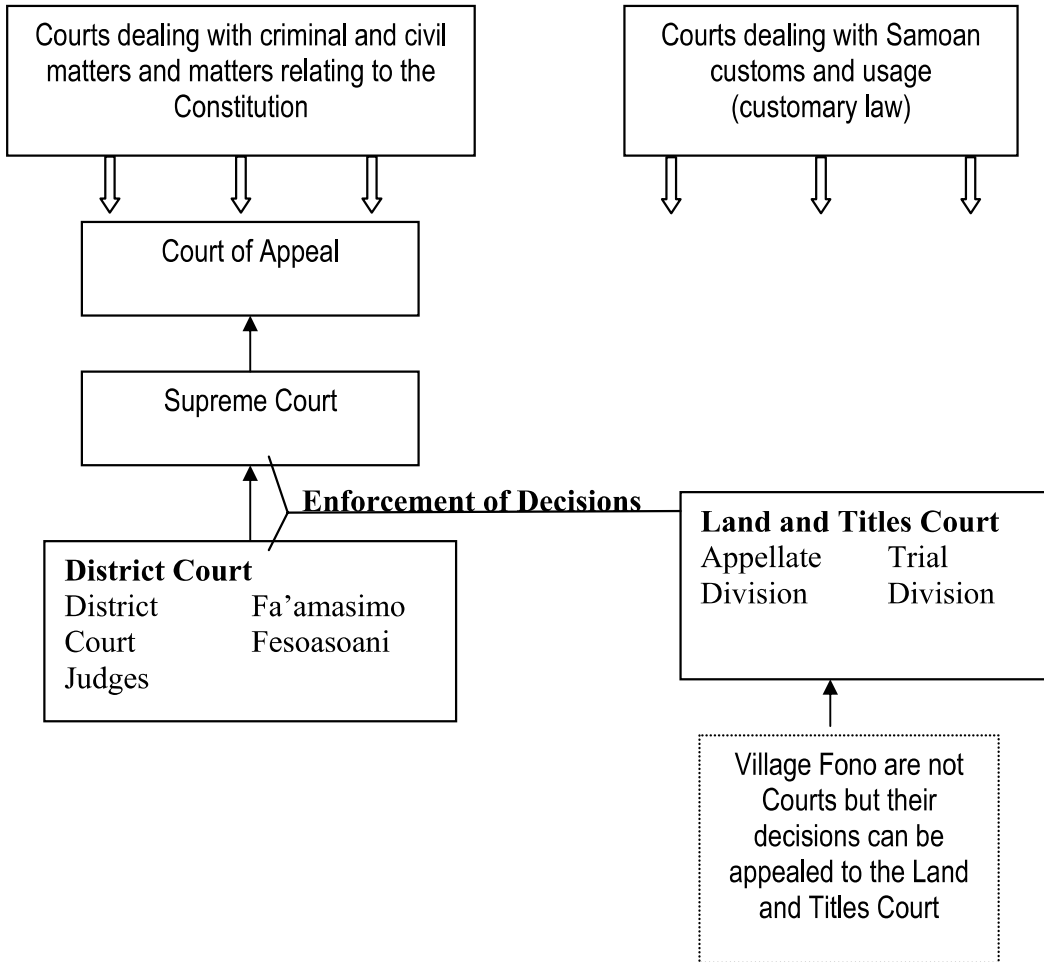 Courts dealing with criminal and civil
matters and matters relating to the
Constitution
Courts dealing with Samoan
customs and usage
(customary law)
Court of Appeal
Supreme Court
Enforcement of Decisions
District Court
District Fa’amasimo
Court Fesoasoani
Judges
Land and Titles Court
Appellate Trial
Division Division
Village Fono are not
Courts but their
decisions can be
appealed to the Land
and Titles Court